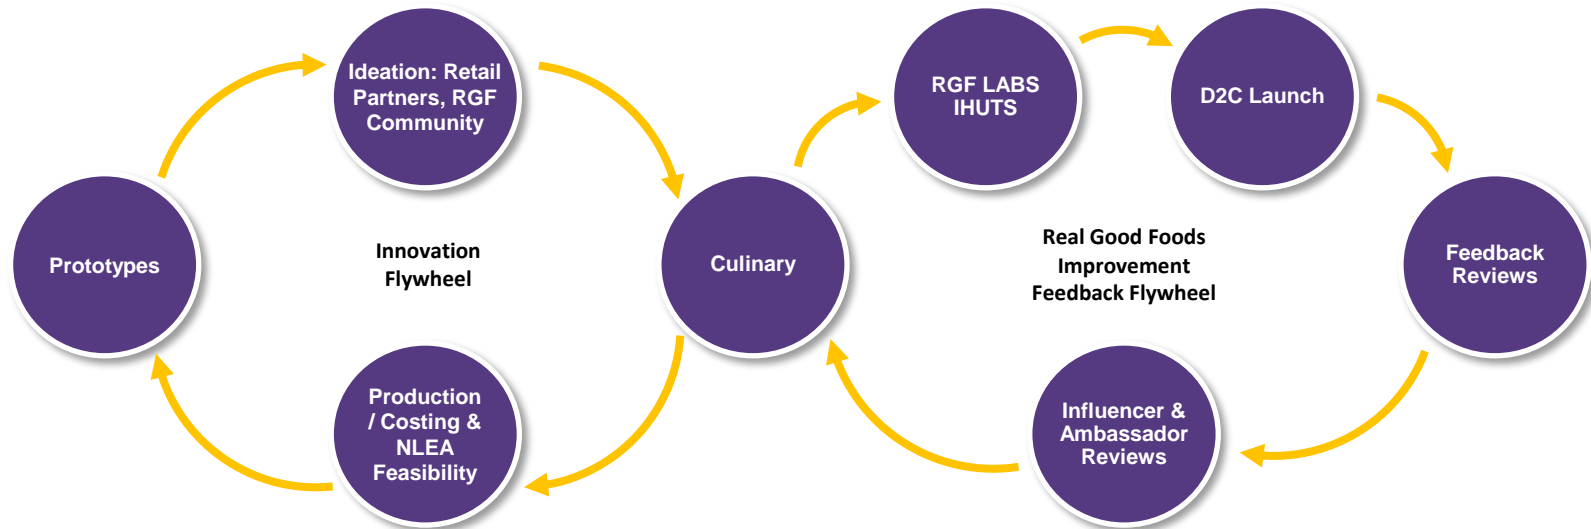 Ideation: Retail
Partners, RGF
Community
RGF LABS
IHUTS
D2C Launch
Prototypes
Innovation
Flywheel
Culinary
Real Good Foods
Improvement
Feedback Flywheel
Feedback
Reviews
Production
/ Costing &
NLEA
Feasibility
Influencer &
Ambassador
Reviews